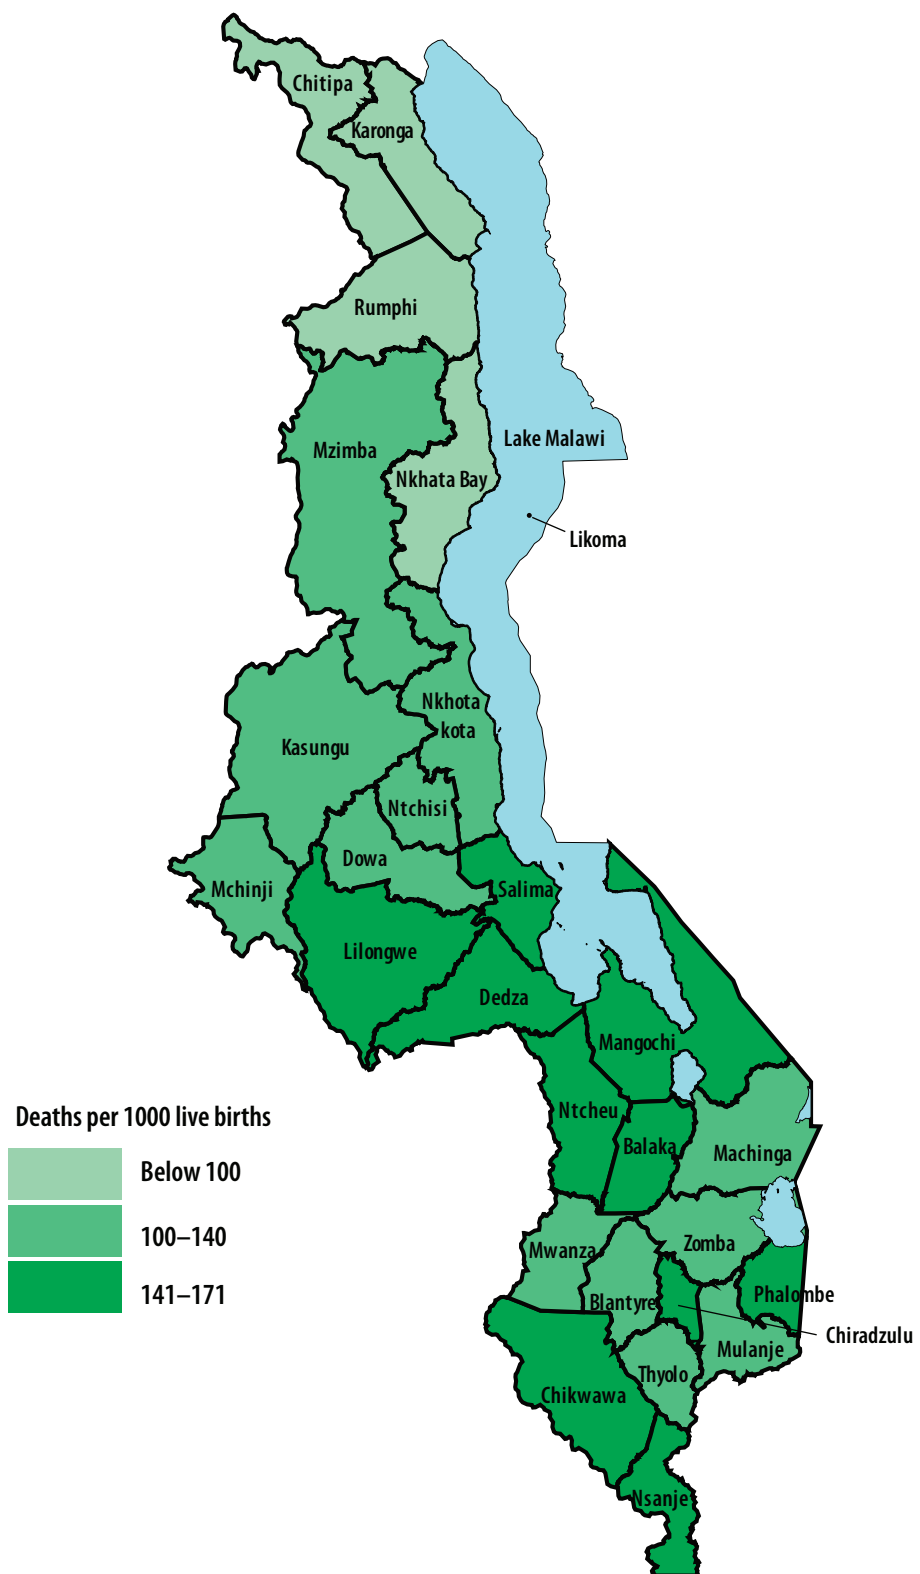 Chitipa
Karonga
Rumphi
Lake Malawi
Mzimba
Nkhata Bay
Likoma
Nkhota
kota
Kasungu
Ntchisi
Dowa
Mchinji
Salima
Lilongwe
Dedza
Mangochi
Ntcheu
Deaths per 1000 live births
Balaka
Machinga
Below 100
100–140
Zomba
Mwanza
141–171
Phalombe
Blantyre
Chiradzulu
Mulanje
Thyolo
Chikwawa
Nsanje